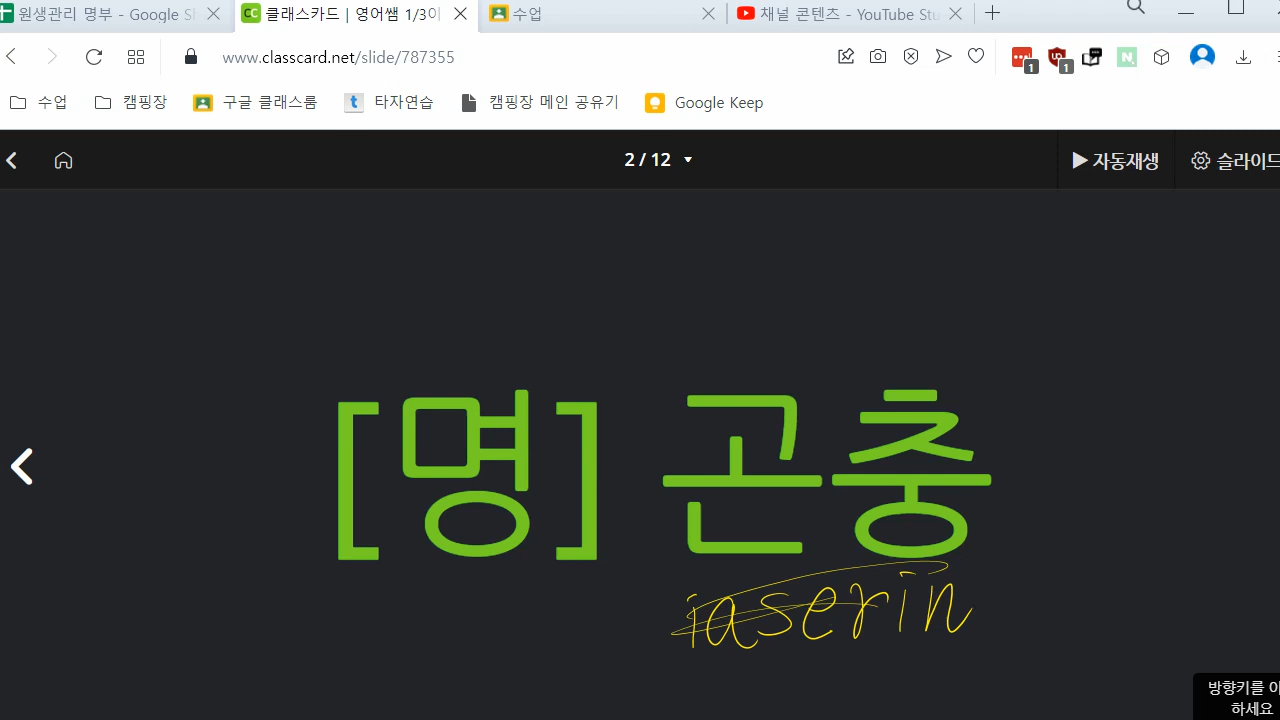 원생관리 명부 - Google S
클래스카드 | 영어쌤 1/30
수업
채널 콘텐츠 - YouTube Stu
www.classcard.net/slide/787355
1
1
수업
캠핑장
구글 클래스룸
타자연습
캠핑장 메인 공유기
Google Keep
2 / 12
자동재생
슬라이드
[명] 곤충
iaserin
방향키를 이
하세요